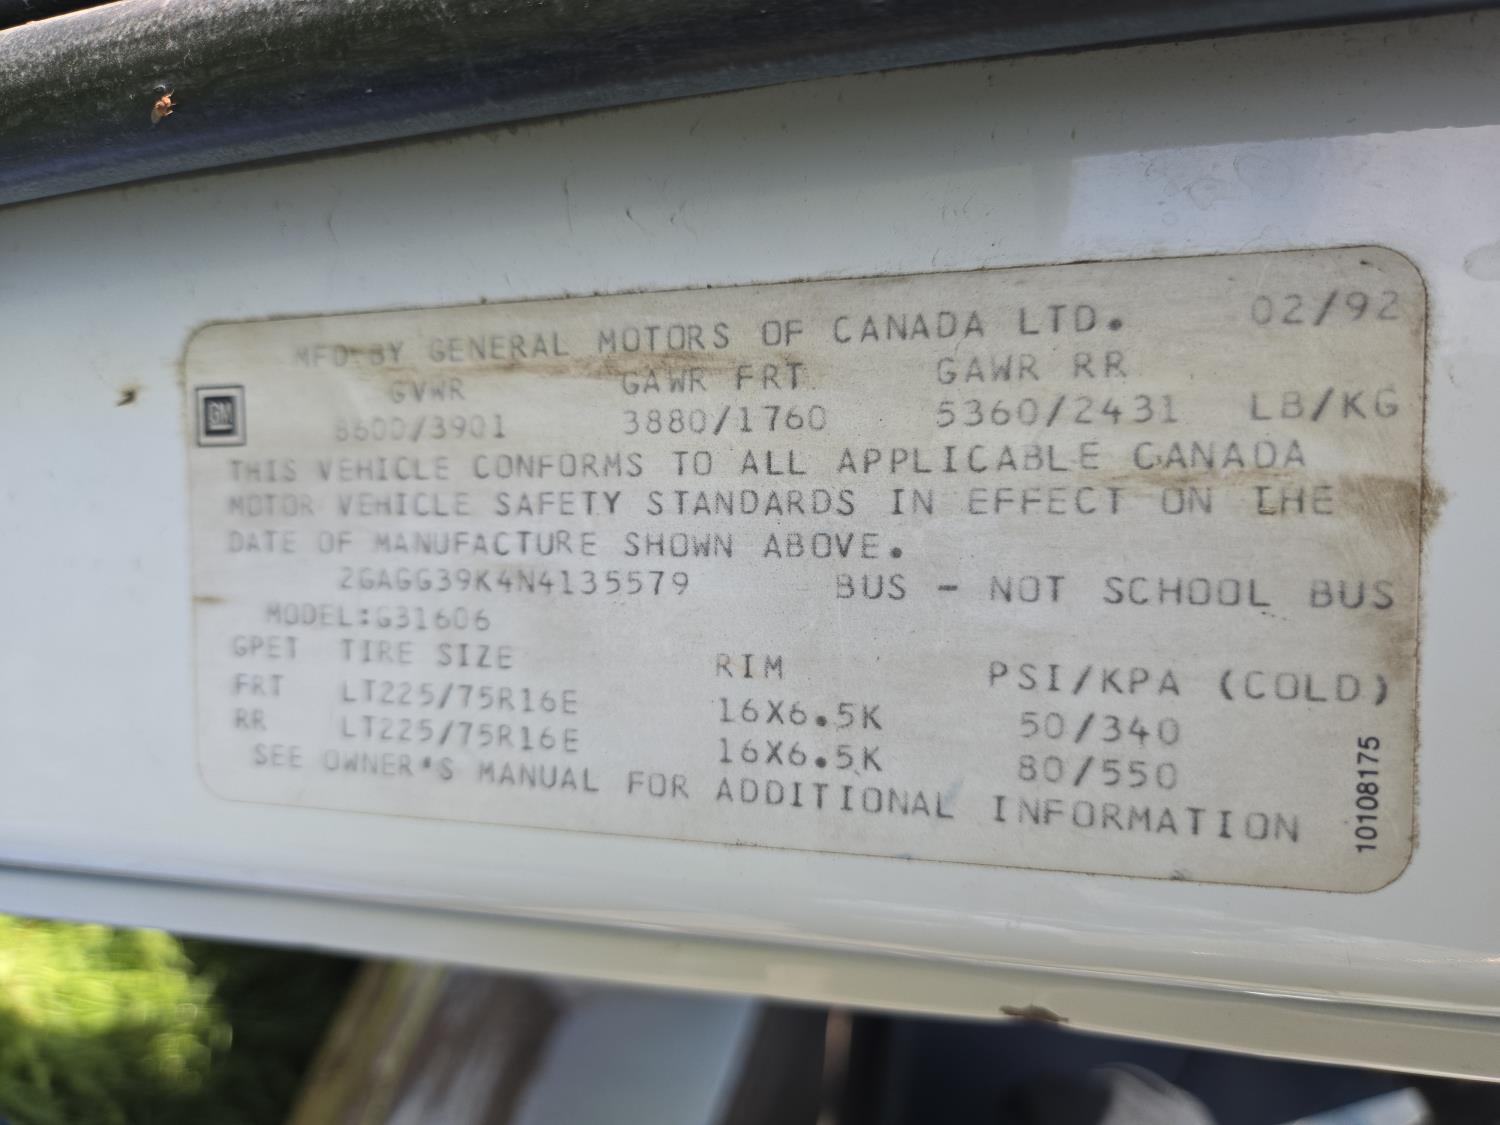 MFD BY GENERAL MOTORS OF CANADA LTD. 02/92
GVWR GAWR FRT GAWR RR
GM
8600/3901 3880/1760 5360/2431 LB/KG
THIS VEHICLE CONFORMS TO ALL APPLICABLE CANADA
MOTOR VEHICLE SAFETY STANDARDS IN EFFECT ON THE
DATE OF MANUFACTURE SHOWN ABOVE.
2GAGG39K4N4135579 BUS - NOT SCHOOL BUS
MODEL:G31606
GPET TIRE SIZE RIM PSI/KPA (COLD)
FRT LT225/75R16E 16X6.5K 50/340
RR LT225/75R16E 16X6.5K 80/550
SEE OWNER'S MANUAL FOR ADDITIONAL INFORMATION
10108175